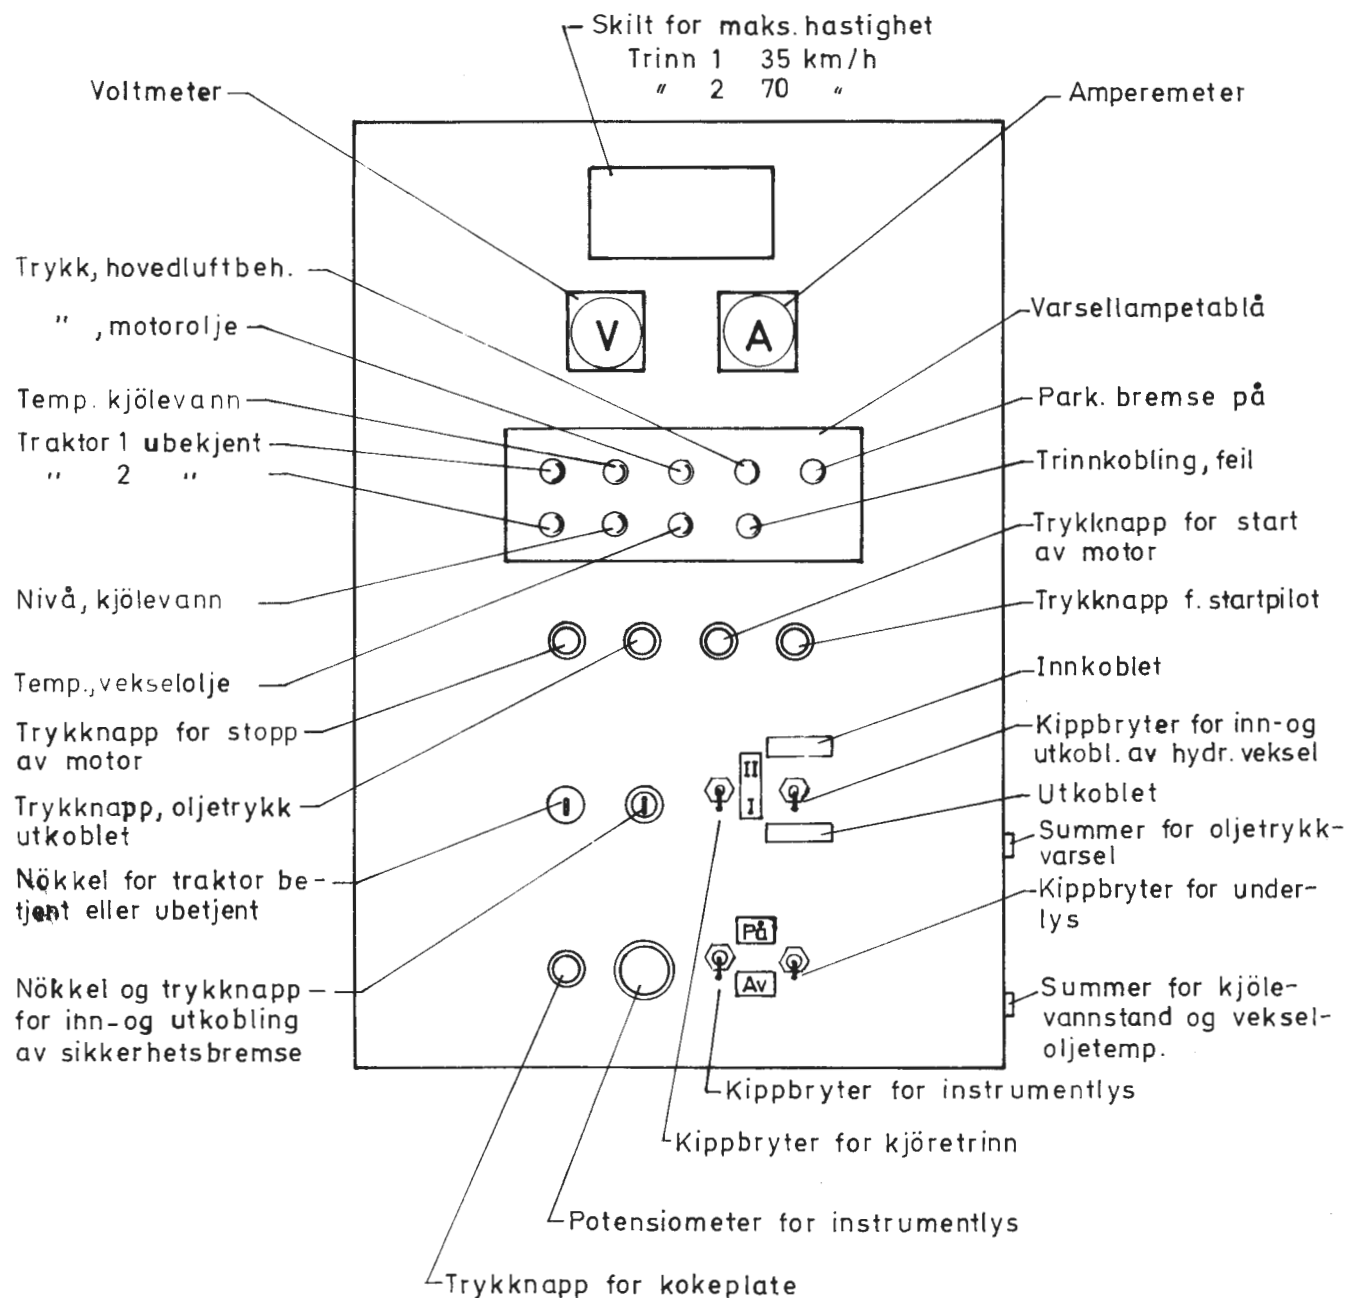 Skilt for maks. hastighet
Trinn 1 35 km/h
" 2 70 "
Voltmeter
Amperemeter
Trykk, hovedluftbeh.
" , motorolje
Temp. kjölevann
Traktor 1 ubekjent
" 2 "
Nivå, kjölevann
Temp., vekselolje
Trykknapp for stopp
av motor
Trykknapp, oljetrykk
utkoblet
Nökkel for traktor be-
tjent eller ubetjent
Nökkel og trykknapp
for inn-og utkobling
av sikkerhetsbremse
V
A
II
I
På
Av
Varsellampetablå
Park. bremse på
Trinnkobling, feil
Trykknapp for start
av motor
Trykknapp f. startpilot
Innkoblet
Kippbryter for inn-og
utkobl. av hydr. veksel
Utkoblet
Summer for oljetrykk-
varsel
Kippbryter for under-
lys
Summer for kjöle-
vannstand og veksel-
oljetemp.
Kippbryter for instrumentlys
Kippbryter for kjöretrinn
Potensiometer for instrumentlys
Trykknapp for kokeplate